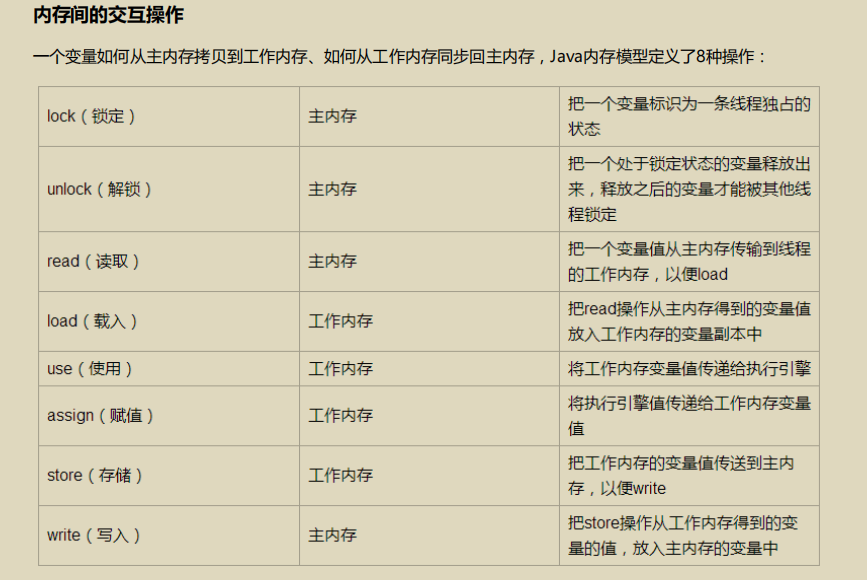 内存间的交互操作
一个变量如何从主内存拷贝到工作内存、如何从工作内存同步回主内存，Java内存模型定义了8种操作：
lock（锁定）
主内存
把一个变量标识为一条线程独占的
状态
unlock（解锁）
主内存
把一个处于锁定状态的变量释放出
来，释放之后的变量才能被其他线
程锁定
read（读取）
主内存
把一个变量值从主内存传输到线程
的工作内存，以便load
load（载入）
工作内存
把read操作从主内存得到的变量值
放入工作内存的变量副本中
use（使用）
工作内存
将工作内存变量值传递给执行引擎
assign（赋值）
工作内存
将执行引擎值传递给工作内存变量
值
store（存储）
工作内存
把工作内存的变量值传送到主内
存，以便write
write（写入）
主内存
把store操作从工作内存得到的变
量的值，放入主内存的变量中